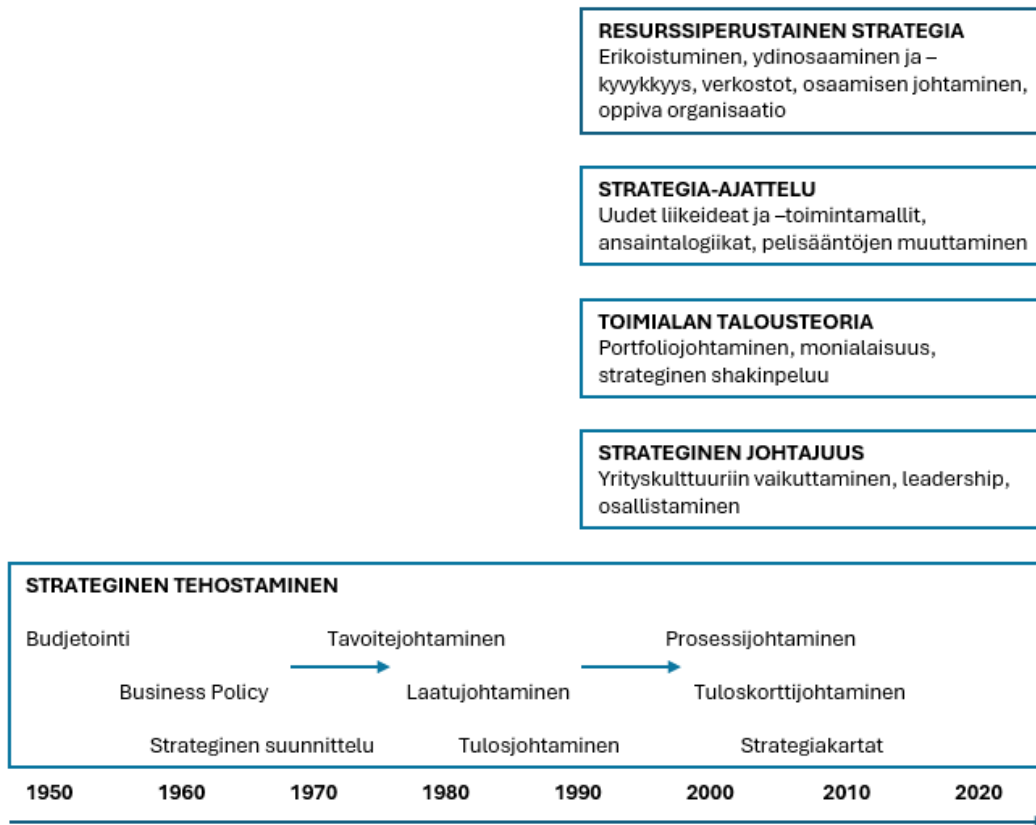 RESURSSIPERUSTAINEN STRATEGIA
Erikoistuminen, ydinosaaminen ja –
kyvykkyys, verkostot, osaamisen johtaminen,
oppiva organisaatio
STRATEGIA-AJATTELU
Uudet liikeideat ja –toimintamallit,
ansaintalogiikat, pelisääntöjen muuttaminen
TOIMIALAN TALOUSTEORIA
Portfoliojohtaminen, monialaisuus,
strateginen shakinpeluu
STRATEGINEN JOHTAJUUS
Yrityskulttuuriin vaikuttaminen, leadership,
osallistaminen
STRATEGINEN TEHOSTAMINEN
Budjetointi Tavoitejohtaminen Prosessijohtaminen
Business Policy Laatujohtaminen Tuloskorttijohtaminen
Strateginen suunnittelu Tulosjohtaminen Strategiakartat
1950 1960 1970 1980 1990 2000 2010 2020